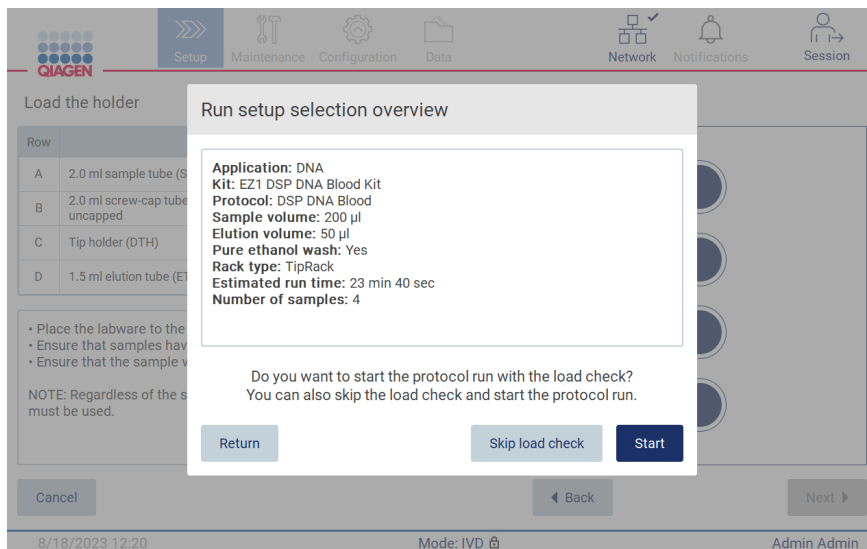 Setup
Maintenance
Configuration
Data
Network
Notifications
Session
QIAGEN
Load the holder
Run setup selection overview
Row
A 2.0 ml sample tube (S
B 2.0 ml screw-cap tube
uncapped
C Tip holder (DTH)
D 1.5 ml elution tube (ET
Application: DNA
Kit: EZ1 DSP DNA Blood Kit
Protocol: DSP DNA Blood
Sample volume: 200 µl
Elution volume: 50 µl
Pure ethanol wash: Yes
Rack type: TipRack
Estimated run time: 23 min 40 sec
Number of samples: 4
• Place the labware to the
• Ensure that samples hav
• Ensure that the sample v
NOTE: Regardless of the s
must be used.
Do you want to start the protocol run with the load check?
You can also skip the load check and start the protocol run.
Return
Skip load check
Start
Cancel
Back
Next
8/18/2023 12:20
Mode: IVD
Admin Admin